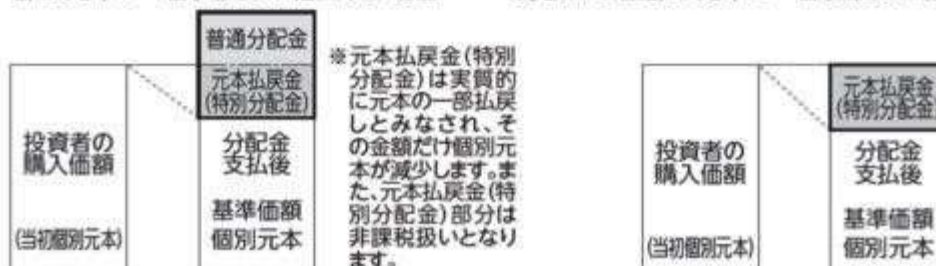 普通分配金
元本払戻金
(特別分配金)
投資者の
購入価額
(当初個別元本)
分配金
支払後
基準価額
個別元本
※元本払戻金(特別
分配金)は実質的
に元本の一部払戻
しとみなされ、そ
の金額だけ個別元
本が減少します。ま
た、元本払戻金(特
別分配金)部分は
非課税扱いとなり
ます。
投資者の
購入価額
(当初個別元本)
元本払戻金
(特別分配金
分配金
支払後
基準価額
個別元本